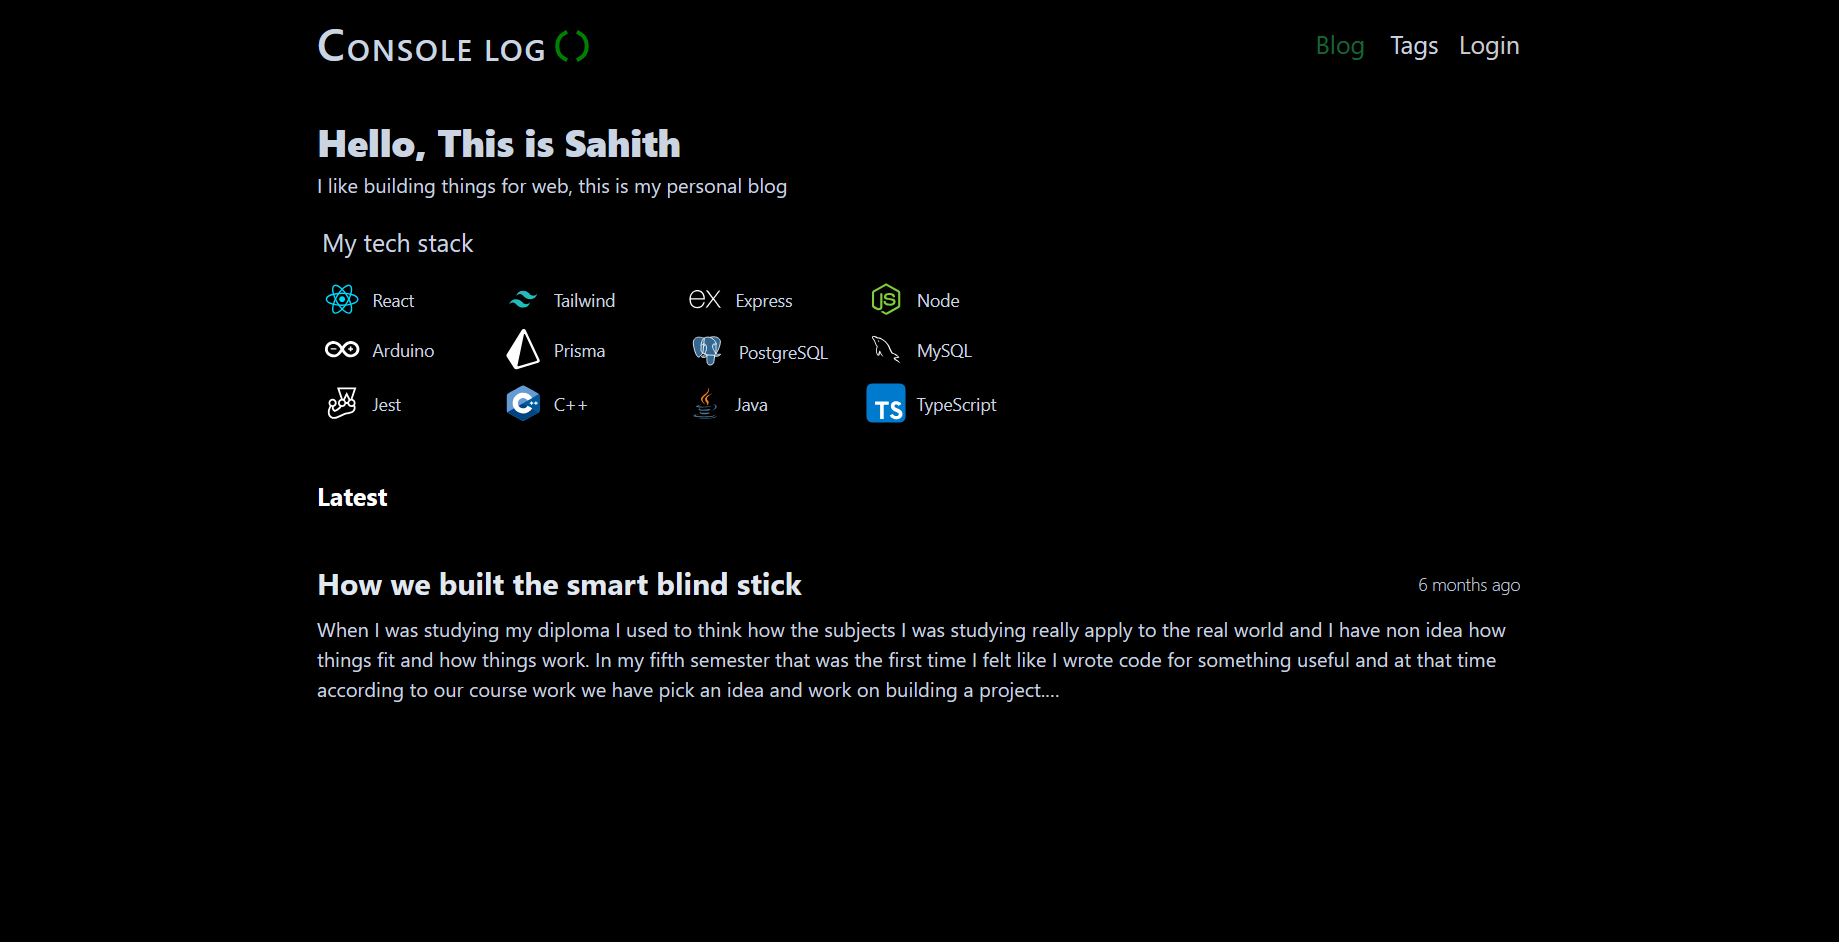 Console log ()
Blog Tags Login
Hello, This is Sahith
I like building things for web, this is my personal blog
My tech stack
React Tailwind ex Express JS Node
Arduino Prisma PostgreSQL MySQL
Jest C++ C++ Java TS TypeScript
Latest
How we built the smart blind stick 6 months ago
When I was studying my diploma I used to think how the subjects I was studying really apply to the real world and I have non idea how
things fit and how things work. In my fifth semester that was the first time I felt like I wrote code for something useful and at that time
according to our course work we have pick an idea and work on building a project....